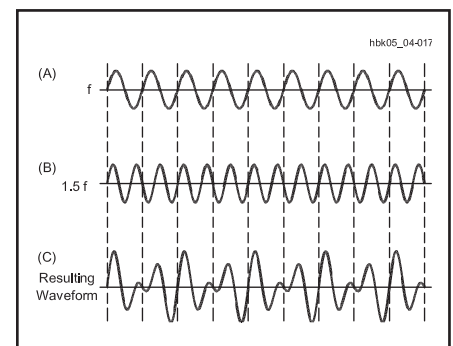 hbk05_04-017
(A)
f
(B)
1.5 f
(C)
Resulting
Waveform